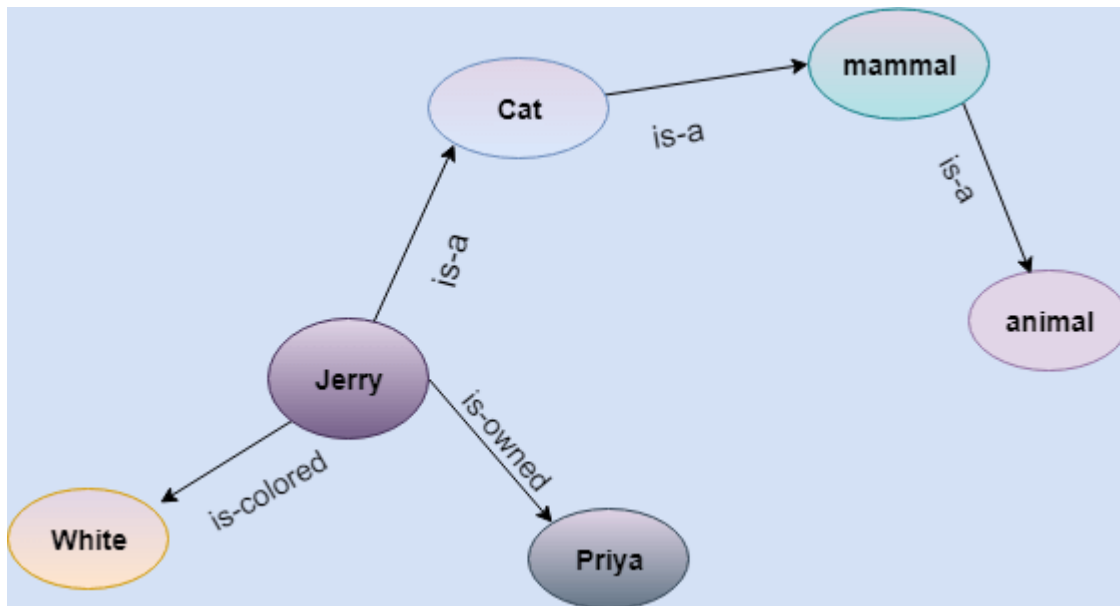 mammal
Cat
is-a
is-a
is-a
animal
Jerry
is-owned
is-colored
White
Priya